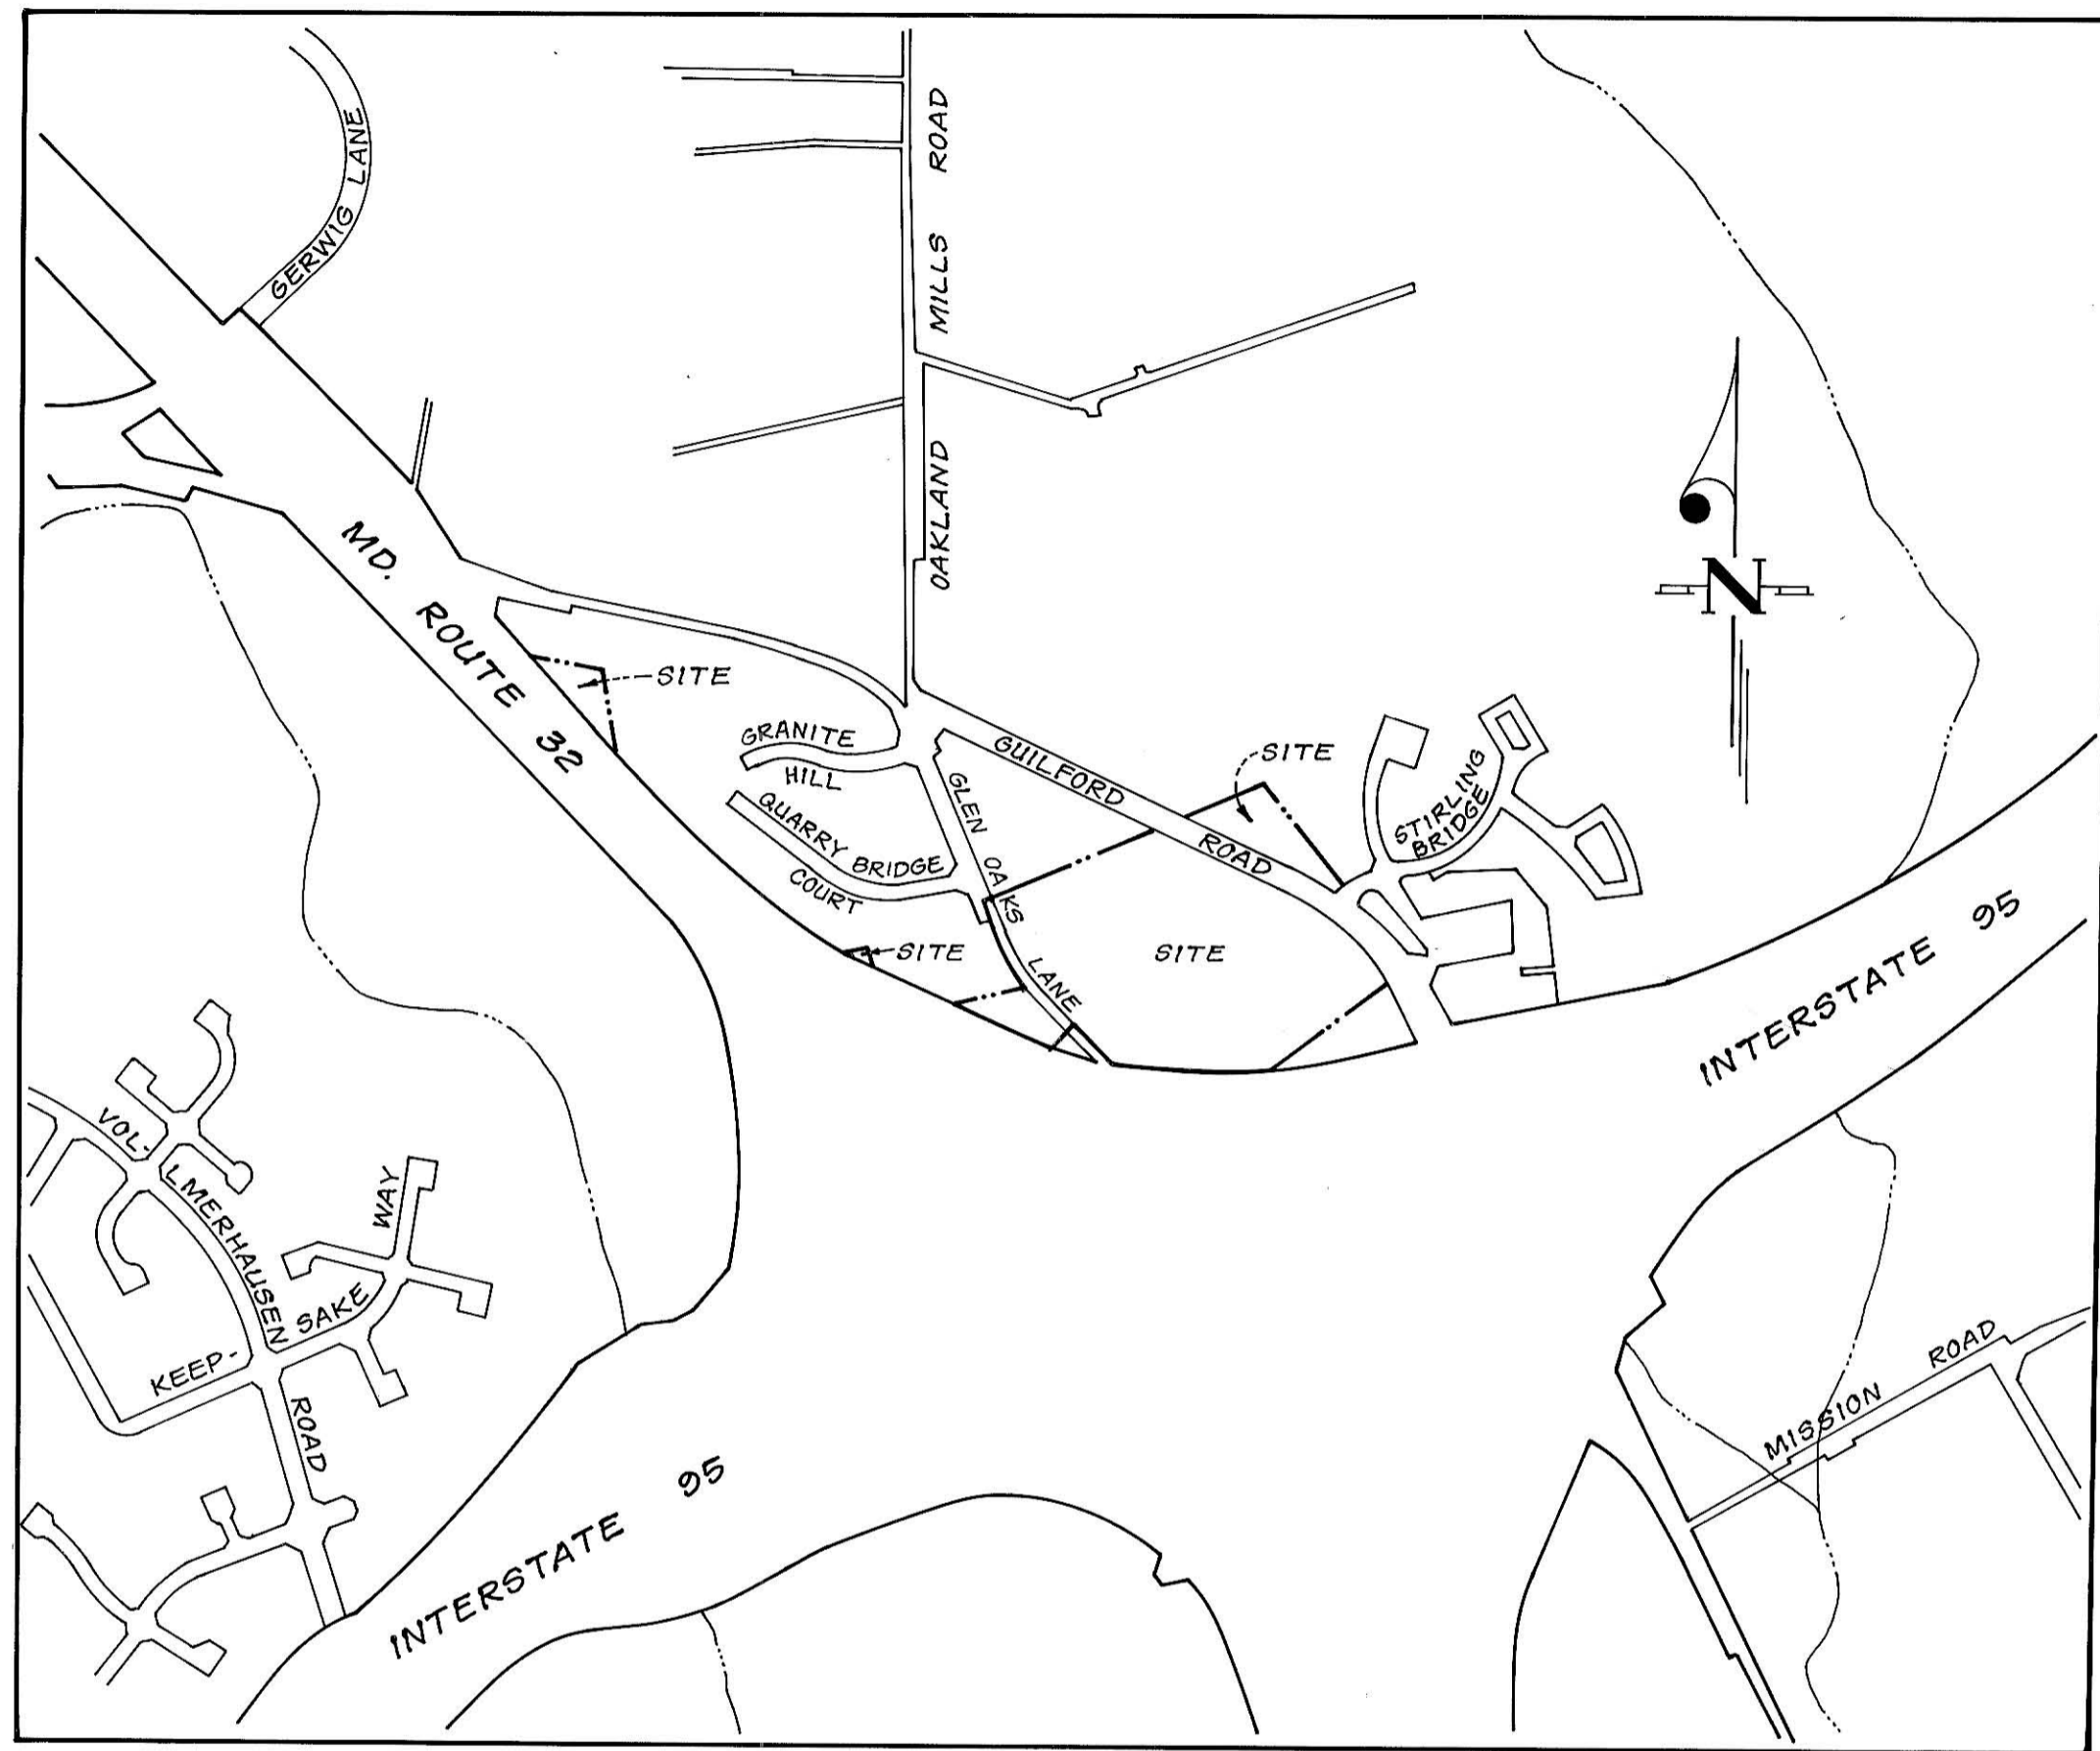 GERWIG LANE
OAKLAND MILLS ROAD
MD. ROUTE 32
SITE
GRANITE
HILL
QUARRY BRIDGE
COURT
GLEN OAKS LANE
GUILFORD ROAD
SITE
STIRLING
BRIDGE
SITE
SITE
N
INTERSTATE 95
VOL-
LMERHAUSEN
ROAD
KEEP-
SAKE
WAY
MISSION ROAD
INTERSTATE 95